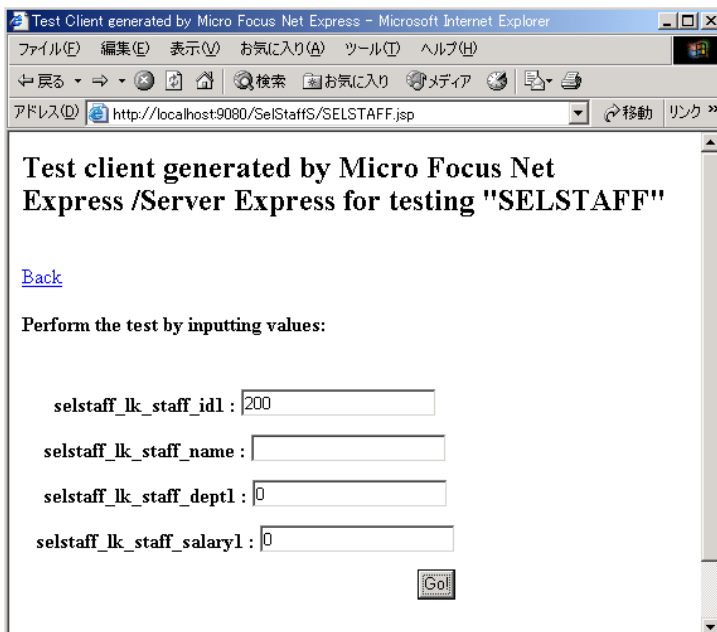 Test Client generated by Micro Focus Net Express - Microsoft Internet Explorer
ファイル(F) 編集(E) 表示(V) お気に入り(A) ツール(T) ヘルプ(H)
戻る 検索 お気に入り メディア
アドレス(D) http://localhost:9080/SelStaffS/SELSTAFF.jsp 移動 リンク »
Test client generated by Micro Focus Net
Express /Server Express for testing "SELSTAFF"
Back
Perform the test by inputting values:
selstaff_lk_staff_id1 : 200
selstaff_lk_staff_name :
selstaff_lk_staff_dept1 : 0
selstaff_lk_staff_salary1 : 0
Go!